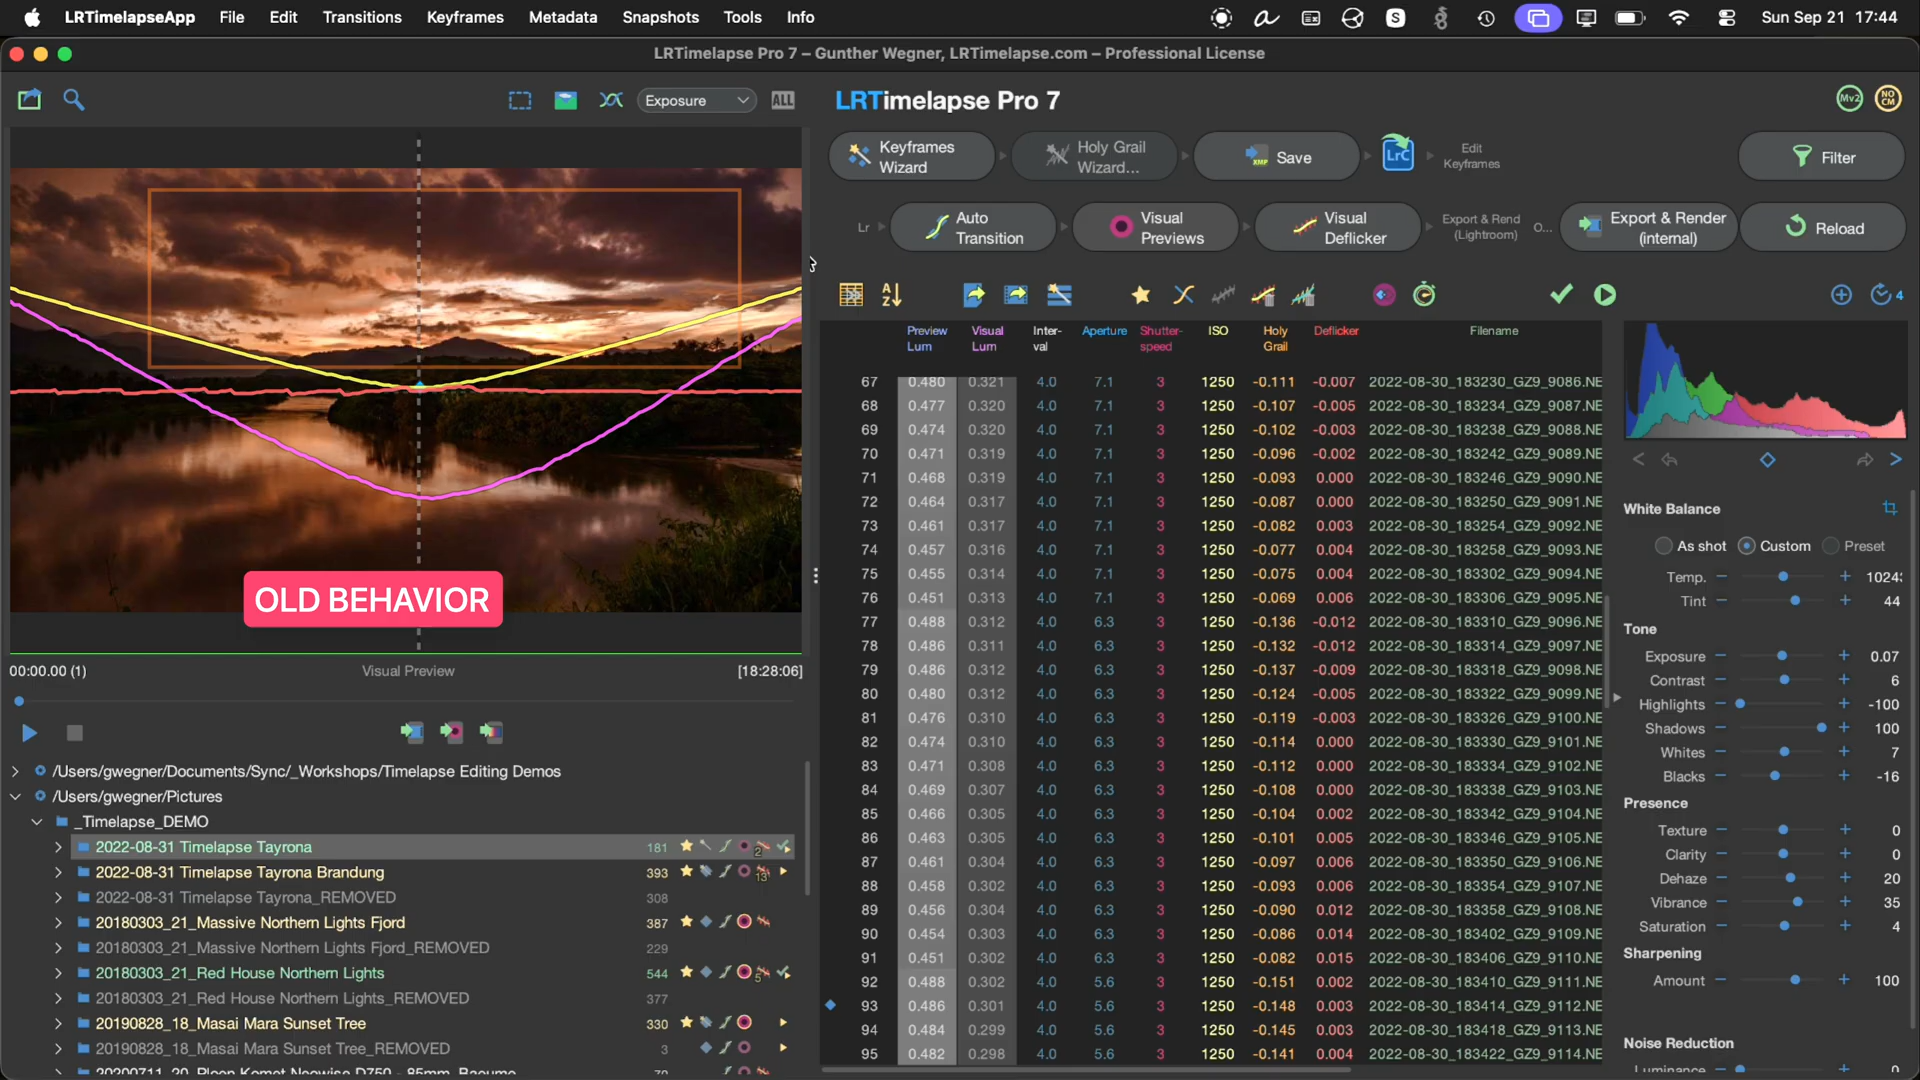 LRTimelapseApp File Edit Transitions Keyframes Metadata Snapshots Tools Info Sun Sep 21 17:44
LRTimelapse Pro 7 – Gunther Wegner, LRTimelapse.com – Professional License
Exposure ALL
LRTimelapse Pro 7
Mv2 NO CM
Keyframes Wizard
Holy Grail Wizard...
XMP Save
LrC
Edit Keyframes
Filter
Lr
Auto Transition
Visual Previews
Visual Deflicker
Export & Rend (Lightroom)
O...
Export & Render (internal)
Reload
A Z
4
Preview Lum Visual Lum Inter-val Aperture Shutter-speed ISO Holy Grail Deflicker Filename
67 0.480 0.321 4.0 7.1 3 1250 -0.111 -0.007 2022-08-30_183230_GZ9_9086.NE
68 0.477 0.320 4.0 7.1 3 1250 -0.107 -0.005 2022-08-30_183234_GZ9_9087.NE
69 0.474 0.320 4.0 7.1 3 1250 -0.102 -0.003 2022-08-30_183238_GZ9_9088.NE
70 0.471 0.319 4.0 7.1 3 1250 -0.096 -0.002 2022-08-30_183242_GZ9_9089.NE
71 0.468 0.319 4.0 7.1 3 1250 -0.093 0.000 2022-08-30_183246_GZ9_9090.NE
72 0.464 0.317 4.0 7.1 3 1250 -0.087 0.000 2022-08-30_183250_GZ9_9091.NE
73 0.461 0.317 4.0 7.1 3 1250 -0.082 0.003 2022-08-30_183254_GZ9_9092.NE
74 0.457 0.316 4.0 7.1 3 1250 -0.077 0.004 2022-08-30_183258_GZ9_9093.NE
75 0.455 0.314 4.0 7.1 3 1250 -0.075 0.004 2022-08-30_183302_GZ9_9094.NE
76 0.451 0.313 4.0 7.1 3 1250 -0.069 0.006 2022-08-30_183306_GZ9_9095.NE
77 0.488 0.312 4.0 6.3 3 1250 -0.136 -0.012 2022-08-30_183310_GZ9_9096.NE
78 0.486 0.311 4.0 6.3 3 1250 -0.132 -0.012 2022-08-30_183314_GZ9_9097.NE
79 0.486 0.312 4.0 6.3 3 1250 -0.137 -0.009 2022-08-30_183318_GZ9_9098.NE
80 0.480 0.312 4.0 6.3 3 1250 -0.124 -0.005 2022-08-30_183322_GZ9_9099.NE
81 0.476 0.310 4.0 6.3 3 1250 -0.119 -0.003 2022-08-30_183326_GZ9_9100.NE
82 0.474 0.310 4.0 6.3 3 1250 -0.114 0.000 2022-08-30_183330_GZ9_9101.NE
83 0.471 0.308 4.0 6.3 3 1250 -0.112 0.000 2022-08-30_183334_GZ9_9102.NE
84 0.469 0.307 4.0 6.3 3 1250 -0.108 0.000 2022-08-30_183338_GZ9_9103.NE
85 0.466 0.305 4.0 6.3 3 1250 -0.104 0.002 2022-08-30_183342_GZ9_9104.NE
86 0.463 0.305 4.0 6.3 3 1250 -0.101 0.005 2022-08-30_183346_GZ9_9105.NE
87 0.461 0.304 4.0 6.3 3 1250 -0.097 0.006 2022-08-30_183350_GZ9_9106.NE
88 0.458 0.302 4.0 6.3 3 1250 -0.093 0.006 2022-08-30_183354_GZ9_9107.NE
89 0.456 0.304 4.0 6.3 3 1250 -0.090 0.012 2022-08-30_183358_GZ9_9108.NE
90 0.454 0.303 4.0 6.3 3 1250 -0.086 0.014 2022-08-30_183402_GZ9_9109.NE
91 0.451 0.302 4.0 6.3 3 1250 -0.082 0.015 2022-08-30_183406_GZ9_9110.NE
92 0.488 0.302 4.0 5.6 3 1250 -0.151 0.002 2022-08-30_183410_GZ9_9111.NE
93 0.486 0.301 4.0 5.6 3 1250 -0.148 0.003 2022-08-30_183414_GZ9_9112.NE
94 0.484 0.299 4.0 5.6 3 1250 -0.145 0.003 2022-08-30_183418_GZ9_9113.NE
95 0.482 0.298 4.0 5.6 3 1250 -0.141 0.004 2022-08-30_183422_GZ9_9114.NE
OLD BEHAVIOR
00:00.00 (1) Visual Preview [18:28:06]
/Users/gwegner/Documents/Sync/_Workshops/Timelapse Editing Demos
/Users/gwegner/Pictures
_Timelapse_DEMO
2022-08-31 Timelapse Tayrona 181 2
2022-08-31 Timelapse Tayrona Brandung 393 13
2022-08-31 Timelapse Tayrona_REMOVED 308
20180303_21_Massive Northern Lights Fjord 387
20180303_21_Massive Northern Lights Fjord_REMOVED 229
20180303_21_Red House Northern Lights 544 5
20180303_21_Red House Northern Lights_REMOVED 377
20190828_18_Masai Mara Sunset Tree 330
20190828_18_Masai Mara Sunset Tree_REMOVED 3
20200711_20_Ploen Komet Neowise D750 - 85mm_Baeume
White Balance
As shot Custom Preset
Temp. 1024
Tint 44
Tone
Exposure 0.07
Contrast 6
Highlights -100
Shadows 100
Whites 7
Blacks -16
Presence
Texture 0
Clarity 0
Dehaze 20
Vibrance 35
Saturation 4
Sharpening
Amount 100
Noise Reduction
Luminance 0